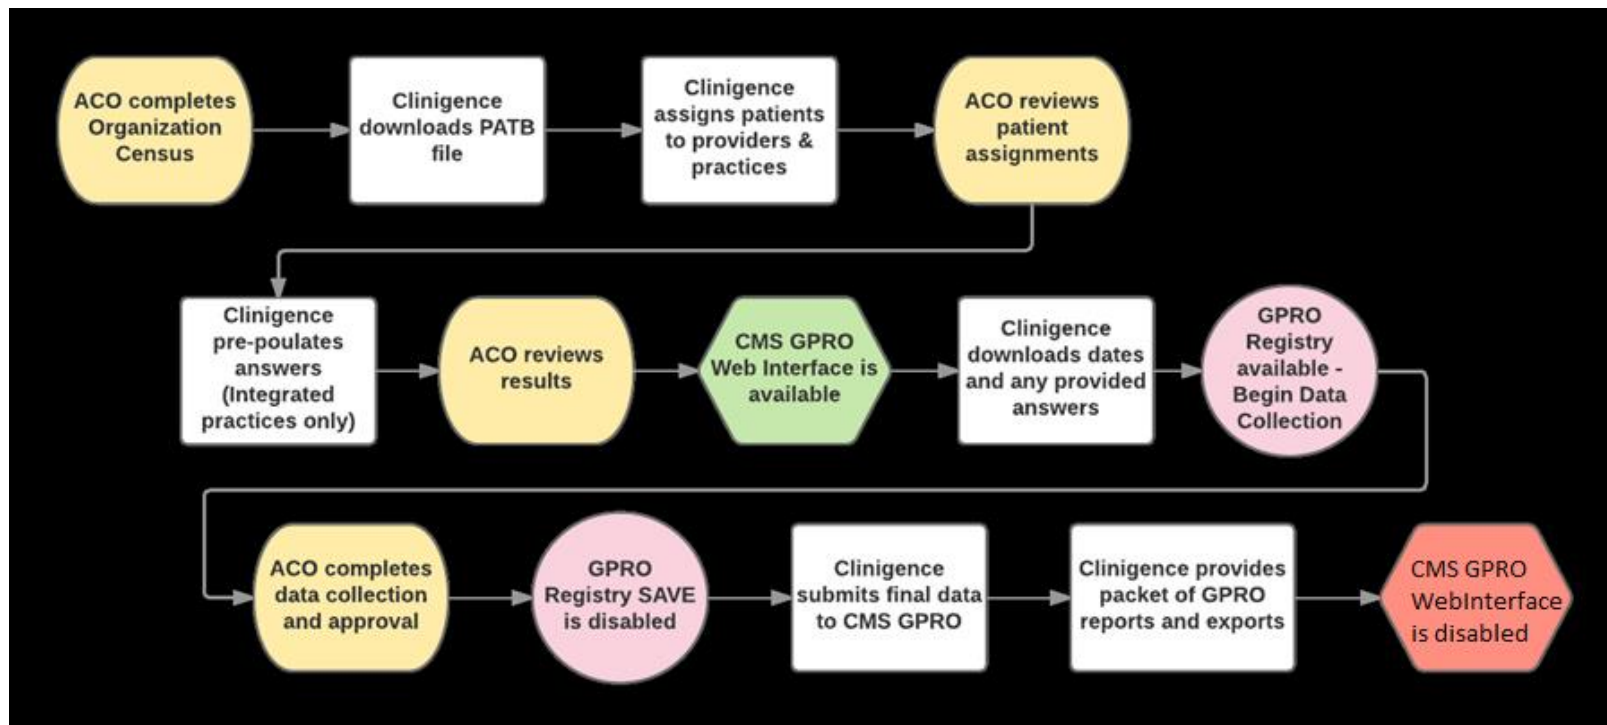 ACO completes
Organization
Census
Clinigence
downloads PATB
file
Clinigence
assigns patients
to providers &
practices
ACO reviews
patient
assignments
Clinigence
pre-poulates
answers
(Integrated
practices only)
ACO reviews
results
CMS GPRO
Web Interface is
available
Clinigence
downloads dates
and any provided
answers
GPRO
Registry
available -
Begin Data
Collection
ACO completes
data collection
and approval
GPRO
Registry SAVE
is disabled
Clinigence
submits final data
to CMS GPRO
Clinigence provides
packet of GPRO
reports and exports
CMS GPRO
WebInterface
is disabled